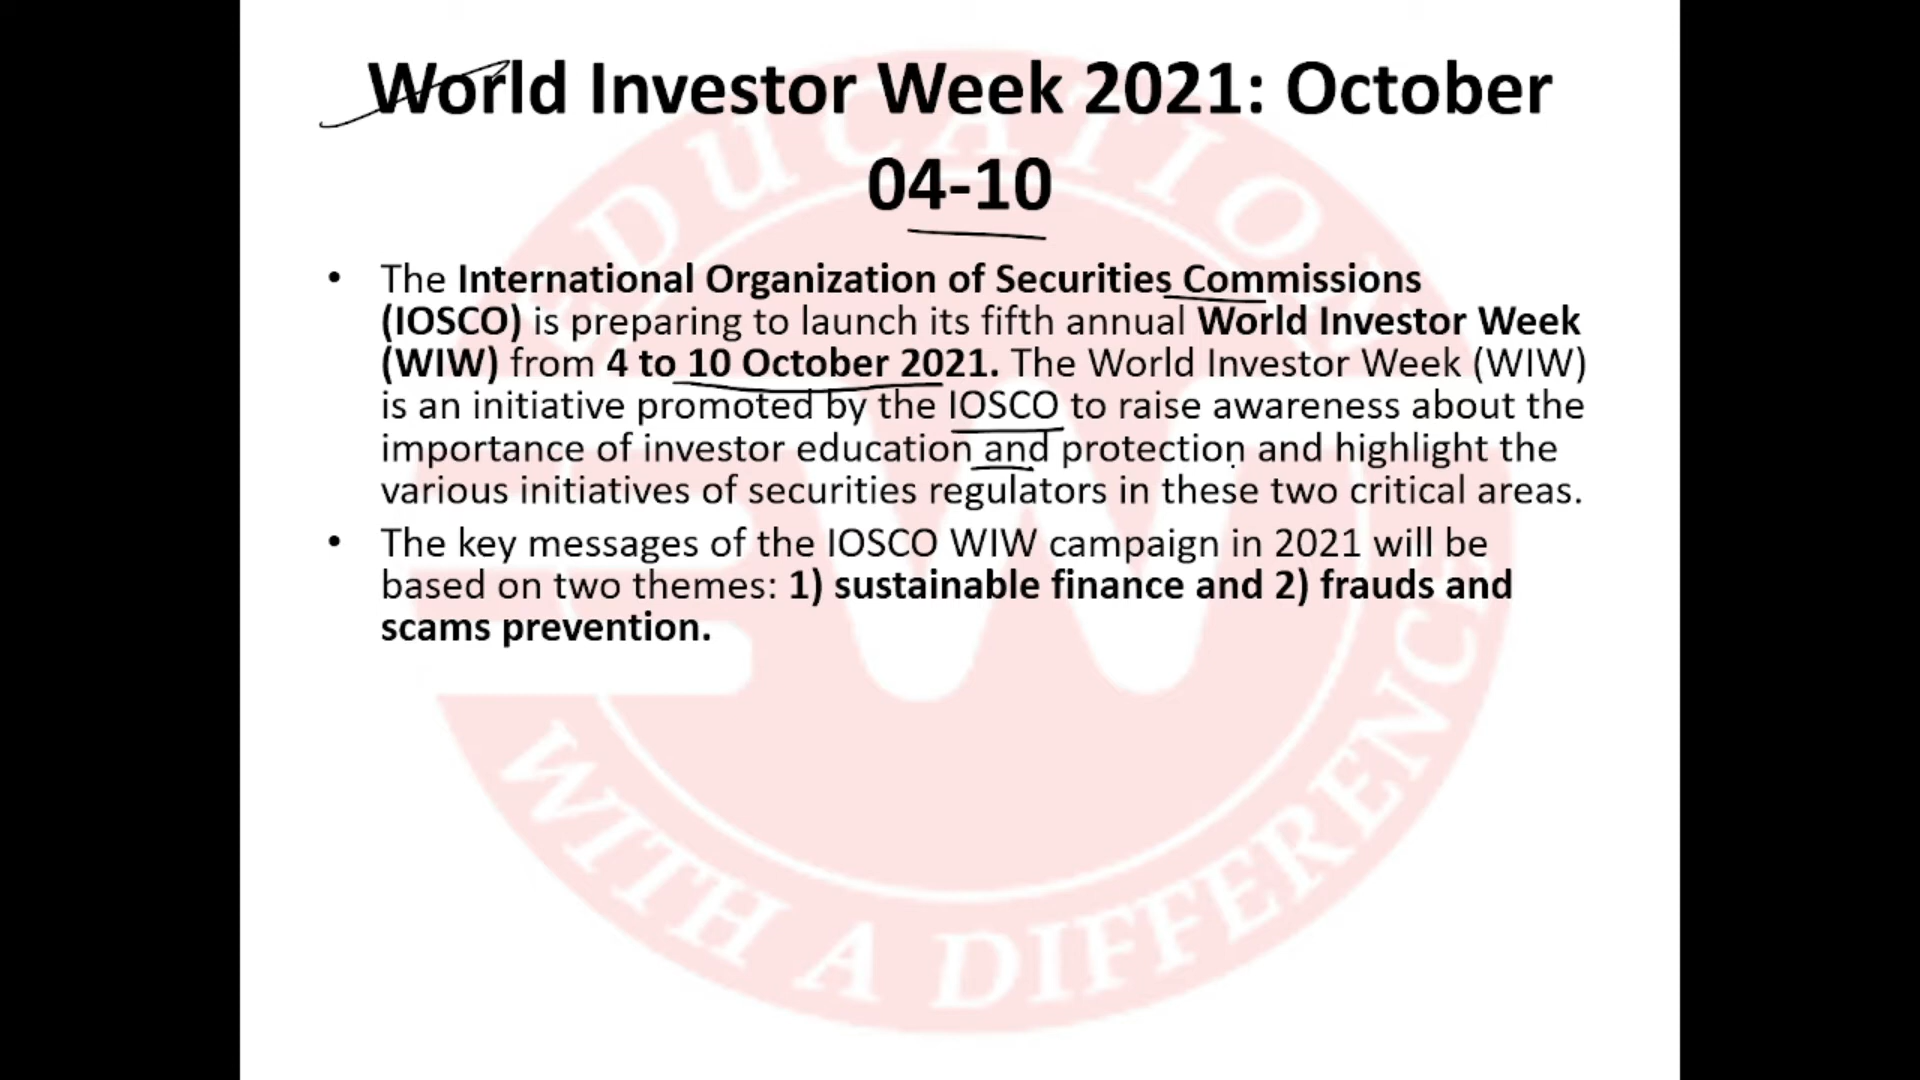 World Investor Week 2021: October
04-10
• The International Organization of Securities Commissions
(IOSCO) is preparing to launch its fifth annual World Investor Week
(WIW) from 4 to 10 October 2021. The World Investor Week (WIW)
is an initiative promoted by the IOSCO to raise awareness about the
importance of investor education and protection and highlight the
various initiatives of securities regulators in these two critical areas.
• The key messages of the IOSCO WIW campaign in 2021 will be
based on two themes: 1) sustainable finance and 2) frauds and
scams prevention.
EDUCATION
EW
WITH A DIFFERENCE